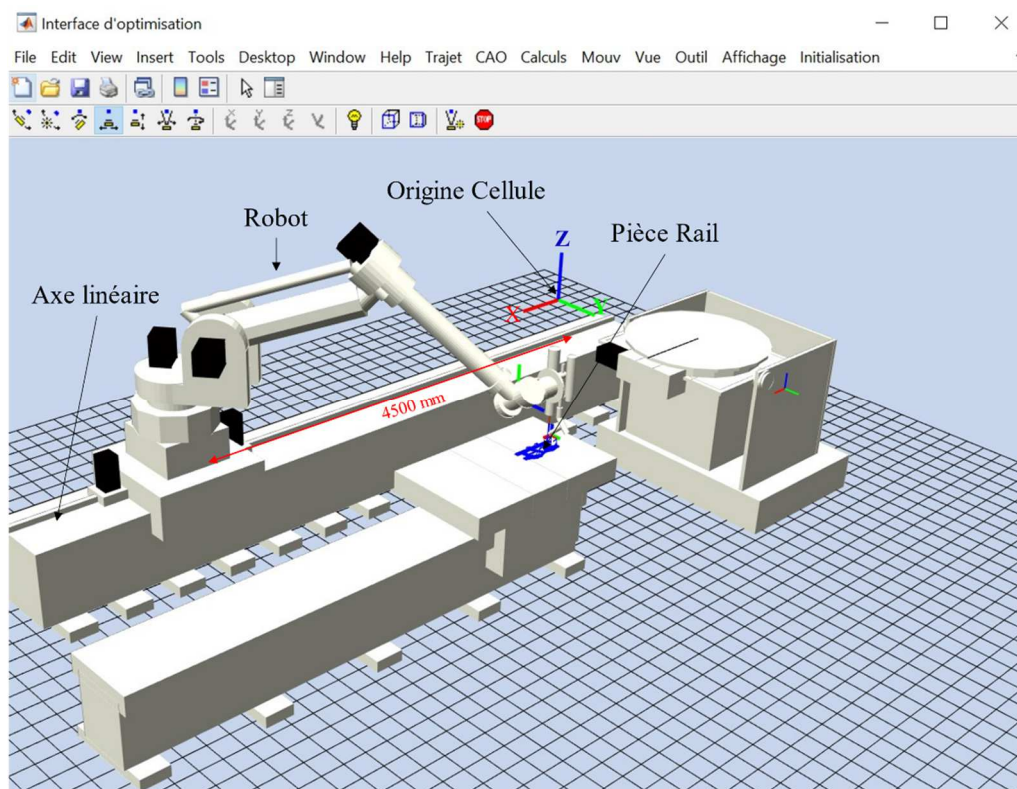 Interface d'optimisation
File Edit View Insert Tools Desktop Window Help Trajet CAO Calculs Mouv Vue Outil Affichage Initialisation
X Y Z
STOP
Origine Cellule
Robot
Pièce Rail
Z
Axe linéaire
X Y
4500 mm